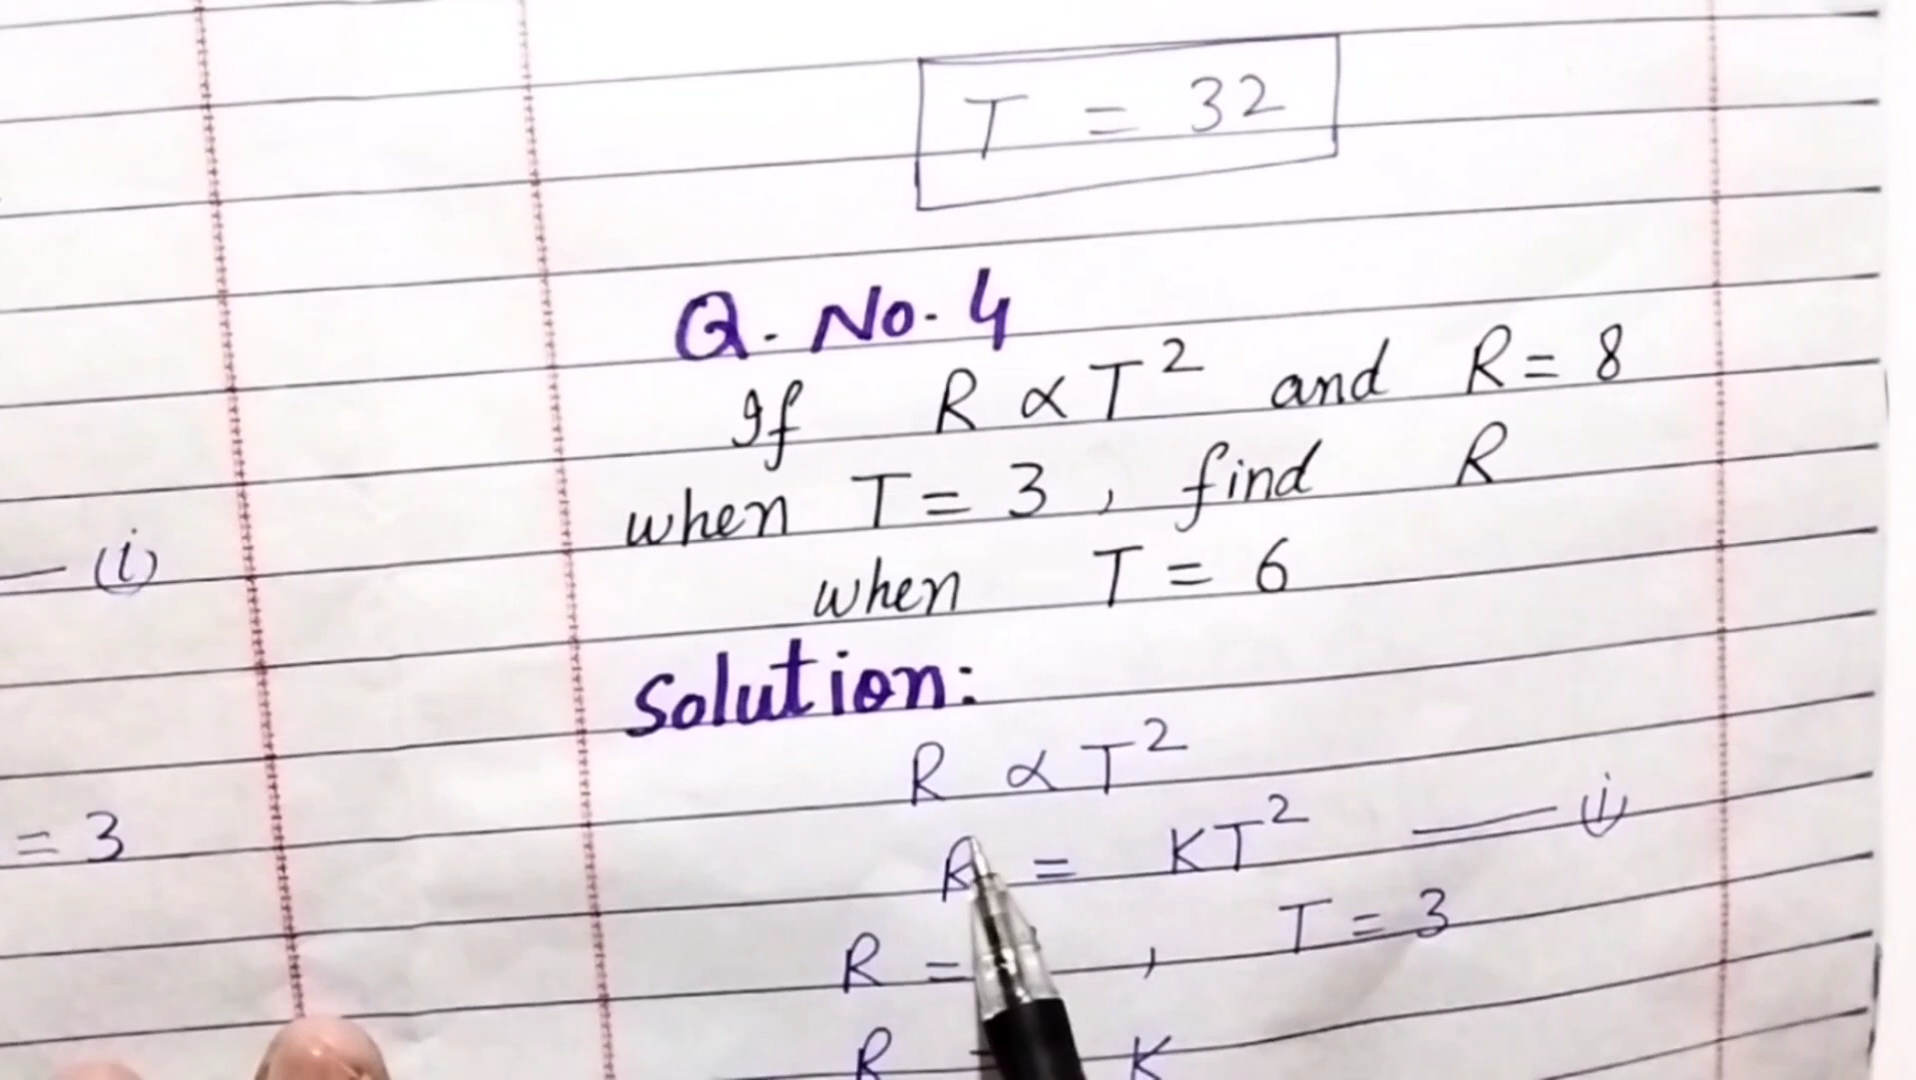 T = 32
Q. No. 4
If R ∝ T² and R = 8
when T = 3, find R
when T = 6
Solution:
R ∝ T²
R = KT² — (i)
R = , T = 3
R = K
— (i)
= 3